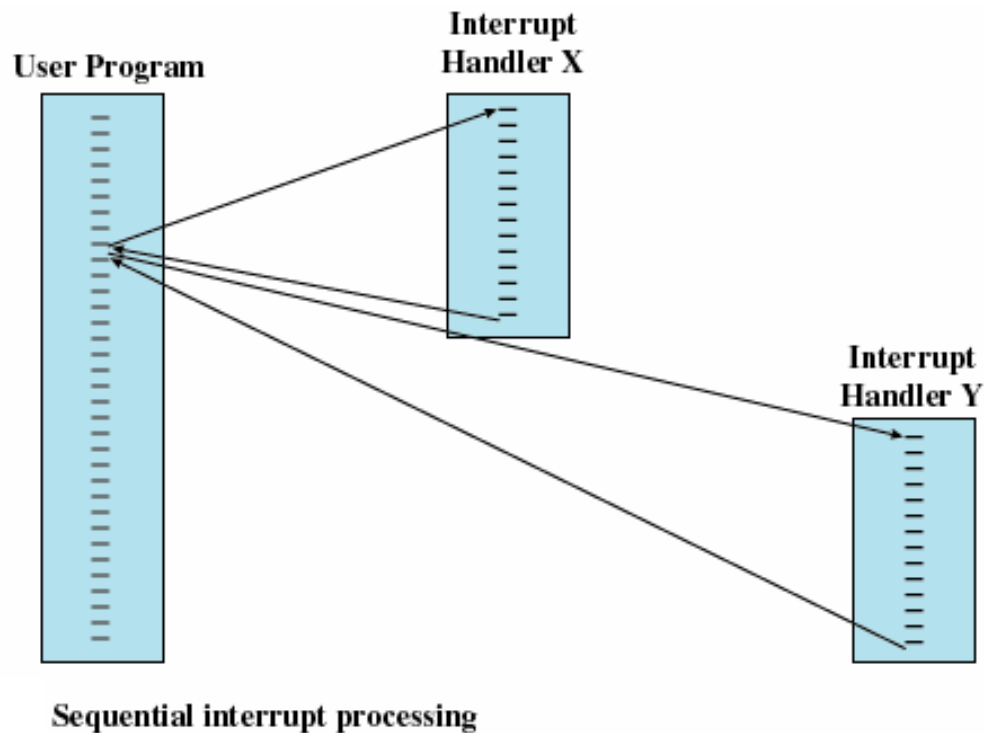 User Program
Interrupt
Handler X
Interrupt
Handler Y
Sequential interrupt processing